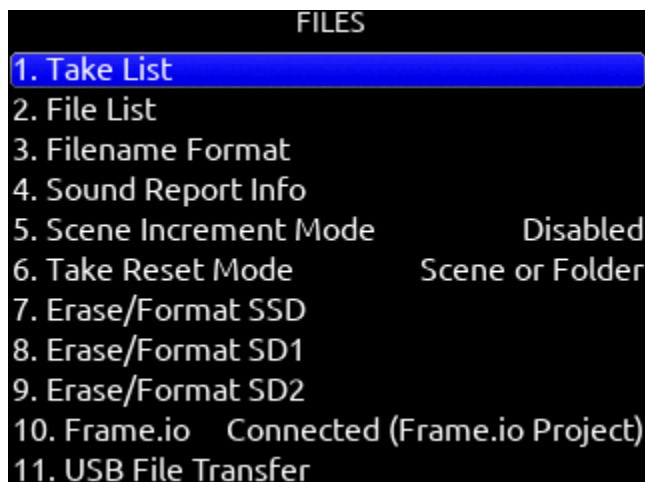 FILES
1. Take List
2. File List
3. Filename Format
4. Sound Report Info
5. Scene Increment Mode Disabled
6. Take Reset Mode Scene or Folder
7. Erase/Format SSD
8. Erase/Format SD1
9. Erase/Format SD2
10. Frame.io Connected (Frame.io Project)
11. USB File Transfer